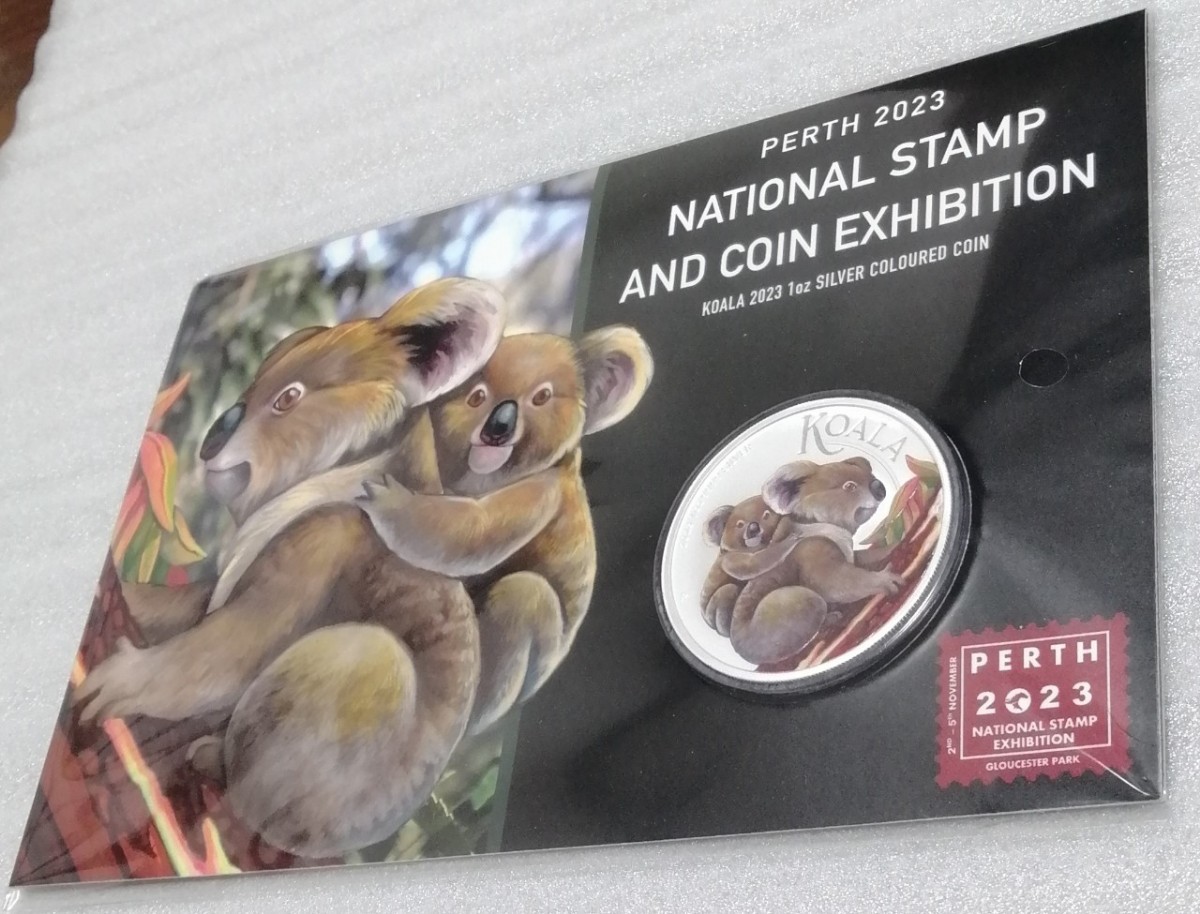 PERTH 2023
NATIONAL STAMP
AND COIN EXHIBITION
KOALA 2023 1oz SILVER COLOURED COIN
KOALA
2ND – 5TH NOVEMBER
PERTH
2023
NATIONAL STAMP
EXHIBITION
GLOUCESTER PARK